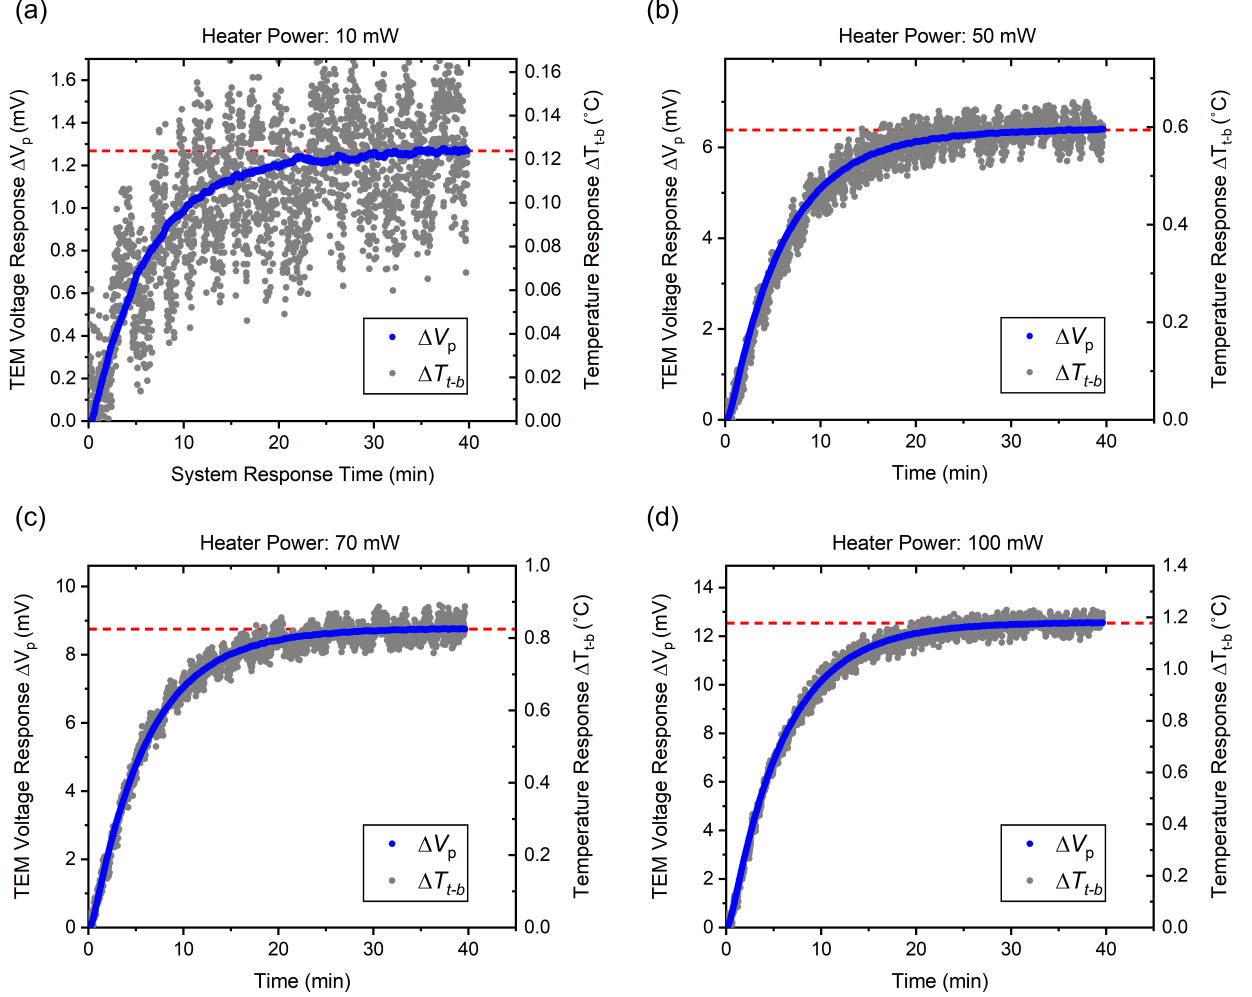 (a)
Heater Power: 10 mW
TEM Voltage Response ΔVp (mV)
1.6
1.4
1.2
1.0
0.8
0.6
0.4
0.2
0.0
0.16
0.14
0.12
0.10
0.08
0.06
0.04
0.02
0.00
Temperature Response ΔTt-b (°C)
ΔVp
ΔTt-b
0 10 20 30 40
System Response Time (min)
(b)
Heater Power: 50 mW
TEM Voltage Response ΔVp (mV)
6
4
2
0
0.6
0.4
0.2
0.0
Temperature Response ΔTt-b (°C)
ΔVp
ΔTt-b
0 10 20 30 40
Time (min)
(c)
Heater Power: 70 mW
TEM Voltage Response ΔVp (mV)
10
8
6
4
2
0
1.0
0.8
0.6
0.4
0.2
0.0
Temperature Response ΔTt-b (°C)
ΔVp
ΔTt-b
0 10 20 30 40
Time (min)
(d)
Heater Power: 100 mW
TEM Voltage Response ΔVp (mV)
14
12
10
8
6
4
2
0
1.4
1.2
1.0
0.8
0.6
0.4
0.2
0.0
Temperature Response ΔTt-b (°C)
ΔVp
ΔTt-b
0 10 20 30 40
Time (min)